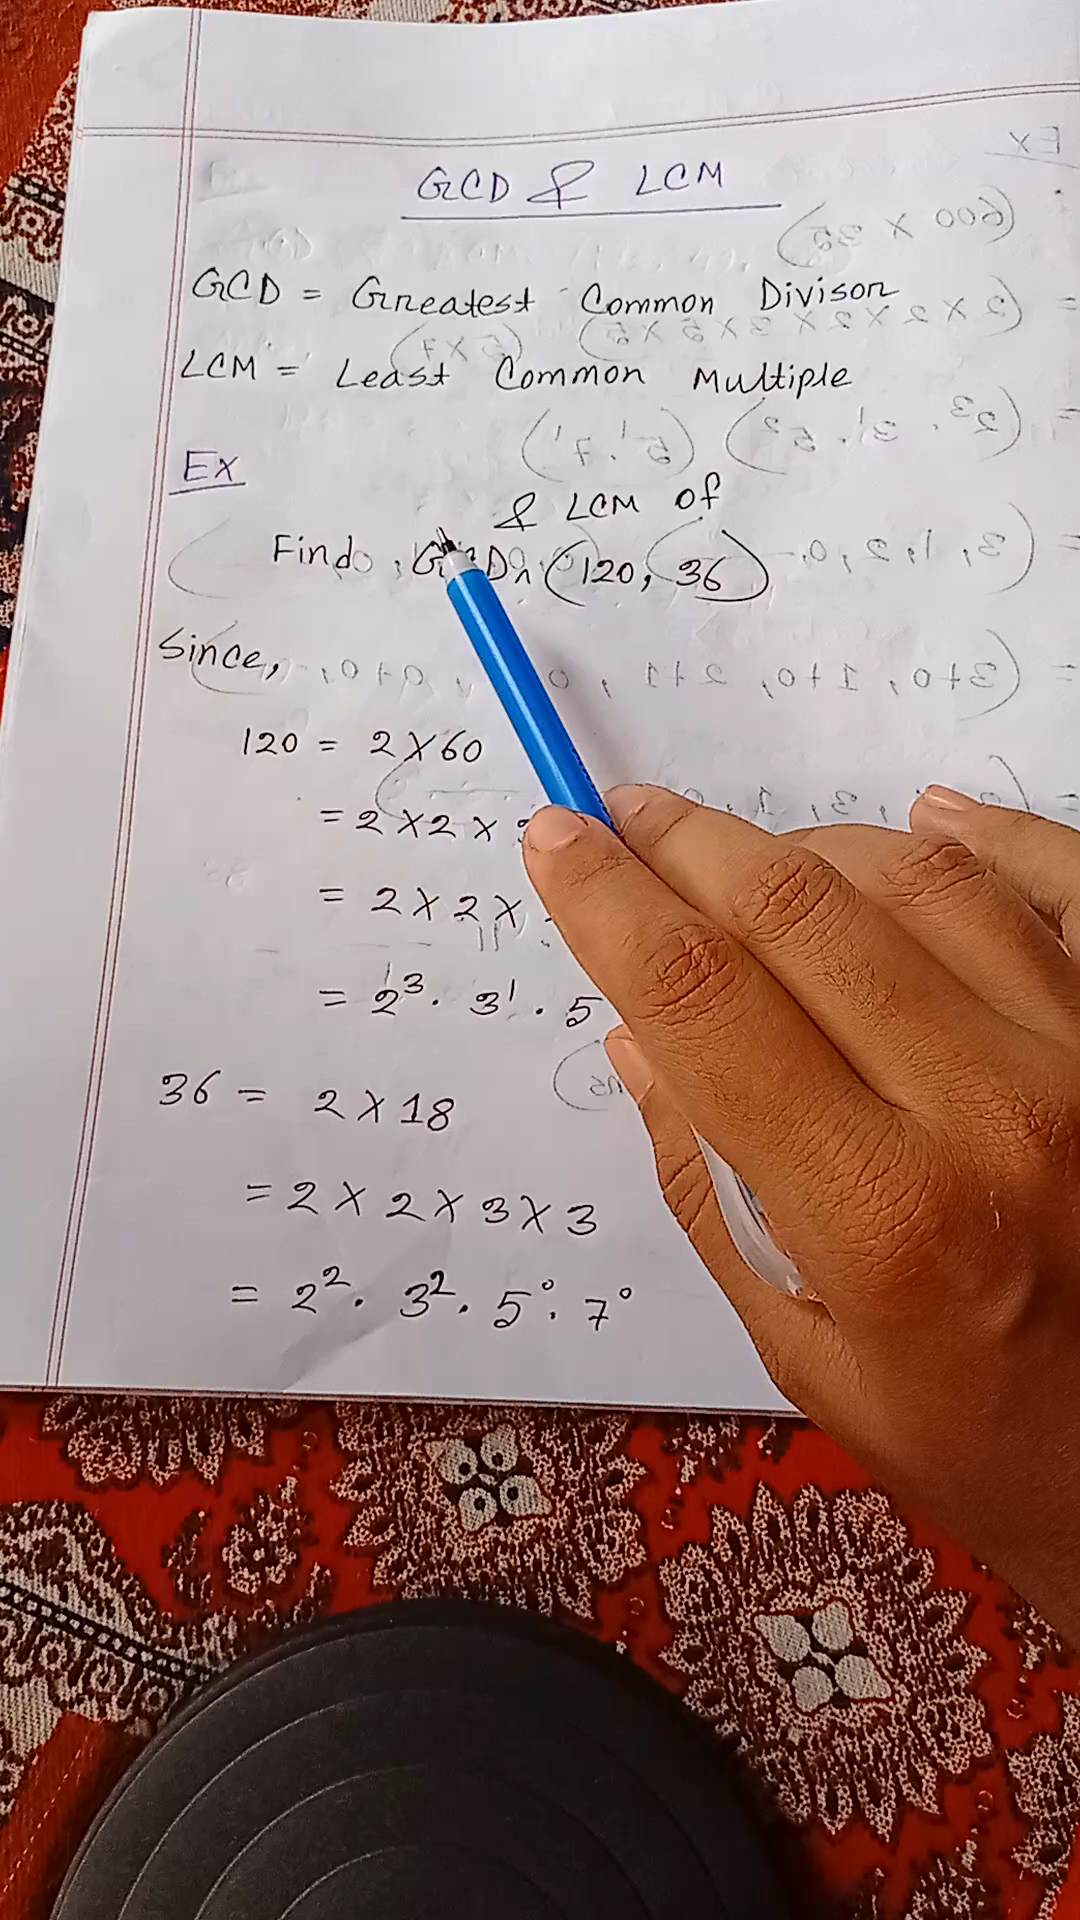 GCD & LCM
GCD = Greatest Common Divisor
LCM = Least Common Multiple
Ex
& LCM of
Find (120, 36)
Since,
120 = 2 X 60
= 2 X 2 X
= 2 X 2 X
= 2³ · 3¹ · 5
36 = 2 X 18
= 2 X 2 X 3 X 3
= 2² · 3² · 5° · 7°